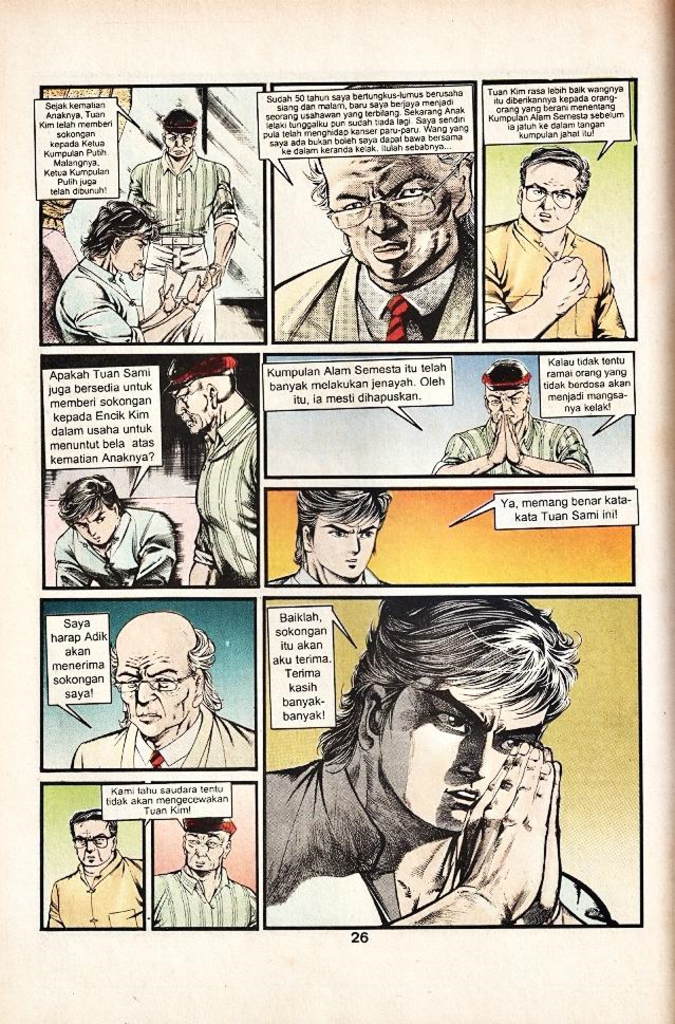 Sejak kematian
Anaknya, Tuan
Kim telah memberi
sokongan
kepada Ketua
Kumpulan Putih
Malangnya,
Ketua Kumpulan
Putih juga
telah dibunuh!
Sudah 50 tahun saya bertungkus-lumus berusaha
siang dan malam, baru saya berjaya menjadi
seorang usahawan yang terbilang. Sekarang Anak
lelaki tunggalku pun sudah tiada lagi Saya sendiri
pula telah menghidap kanser paru-paru. Wang yang
saya ada bukan boleh saya dapat bawa bersama
ke dalam keranda kelak. Itulah sebabnya...
Tuan Kim rasa lebih baik wangnya
itu diberikannya kepada orang-
orang yang berani menentang
Kumpulan Alam Semesta sebelum
ia jatuh ke dalam tangan
kumpulan jahat itu!
Apakah Tuan Sami
juga bersedia untuk
memberi sokongan
kepada Encik Kim
dalam usaha untuk
menuntut bela atas
kematian Anaknya?
Kumpulan Alam Semesta itu telah
banyak melakukan jenayah. Oleh
itu, ia mesti dihapuskan.
Kalau tidak tentu
ramai orang yang
tidak berdosa akan
menjadi mangsa-
nya kelak!
Ya, memang benar kata-
kata Tuan Sami ini!
Saya
harap Adik
akan
menerima
sokongan
saya!
Baiklah,
sokongan
itu akan
aku terima.
Terima
kasih
banyak-
banyak!
Kami tahu saudara tentu
tidak akan mengecewakan
Tuan Kim!
26